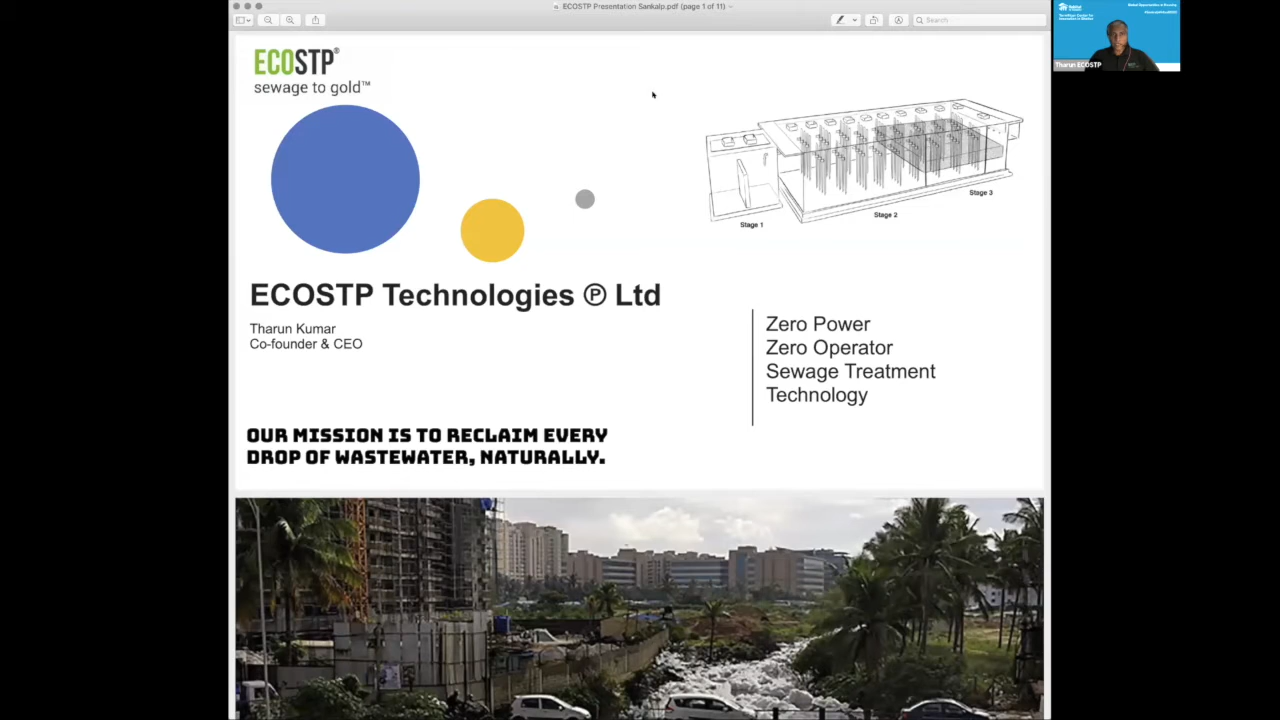 ECOSTP Presentation Sankalp.pdf (page 1 of 11)
Search
ECOSTP®
sewage to gold™
Stage 1
Stage 2
Stage 3
ECOSTP Technologies Ⓟ Ltd
Tharun Kumar
Co-founder & CEO
Zero Power
Zero Operator
Sewage Treatment
Technology
OUR MISSION IS TO RECLAIM EVERY
DROP OF WASTEWATER, NATURALLY.
Tharun ECOSTP